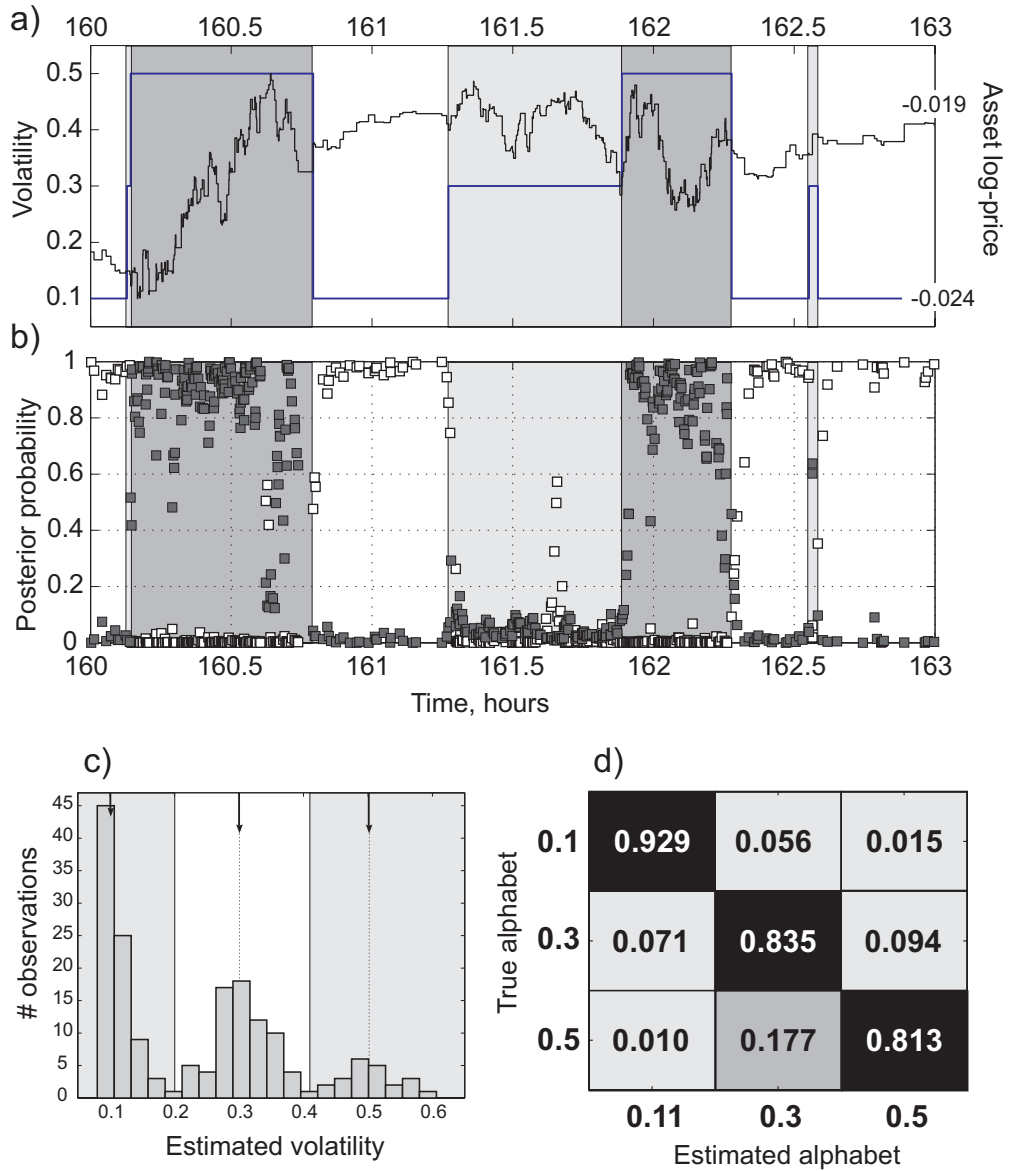 a)
160 160.5 161 161.5 162 162.5 163
0.5
0.4
0.3
0.2
0.1
Volatility
-0.019
-0.024
Asset log-price
b)
1
0.8
0.6
0.4
0.2
0
Posterior probability
160 160.5 161 161.5 162 162.5 163
Time, hours
c)
45
40
35
30
25
20
15
10
5
0
# observations
0.1 0.2 0.3 0.4 0.5 0.6
Estimated volatility
d)
True alphabet
0.1 0.929 0.056 0.015
0.3 0.071 0.835 0.094
0.5 0.010 0.177 0.813
0.11 0.3 0.5
Estimated alphabet